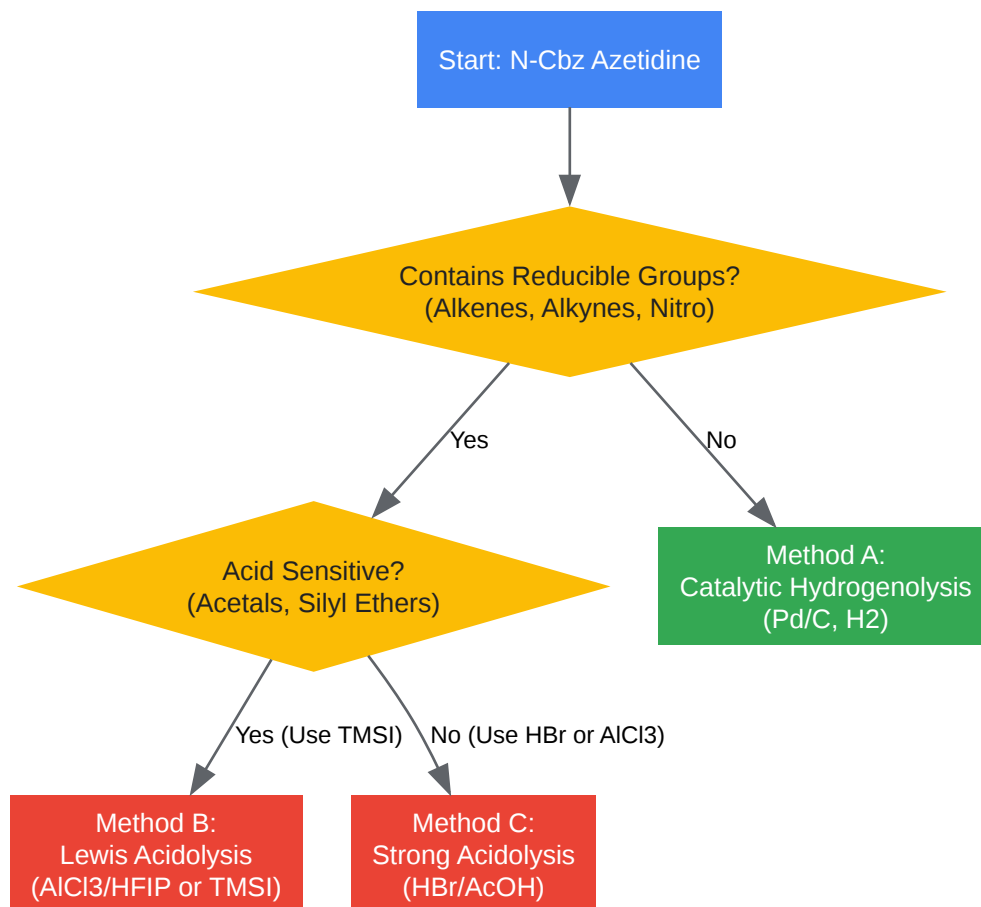 Start: N-Cbz Azetidine
Contains Reducible Groups?
(Alkenes, Alkynes, Nitro)
Yes
No
Acid Sensitive?
(Acetals, Silyl Ethers)
Method A:
Catalytic Hydrogenolysis
(Pd/C, H2)
Yes (Use TMSI)
No (Use HBr or AlCl3)
Method B:
Lewis Acidolysis
(AlCl3/HFIP or TMSI)
Method C:
Strong Acidolysis
(HBr/AcOH)